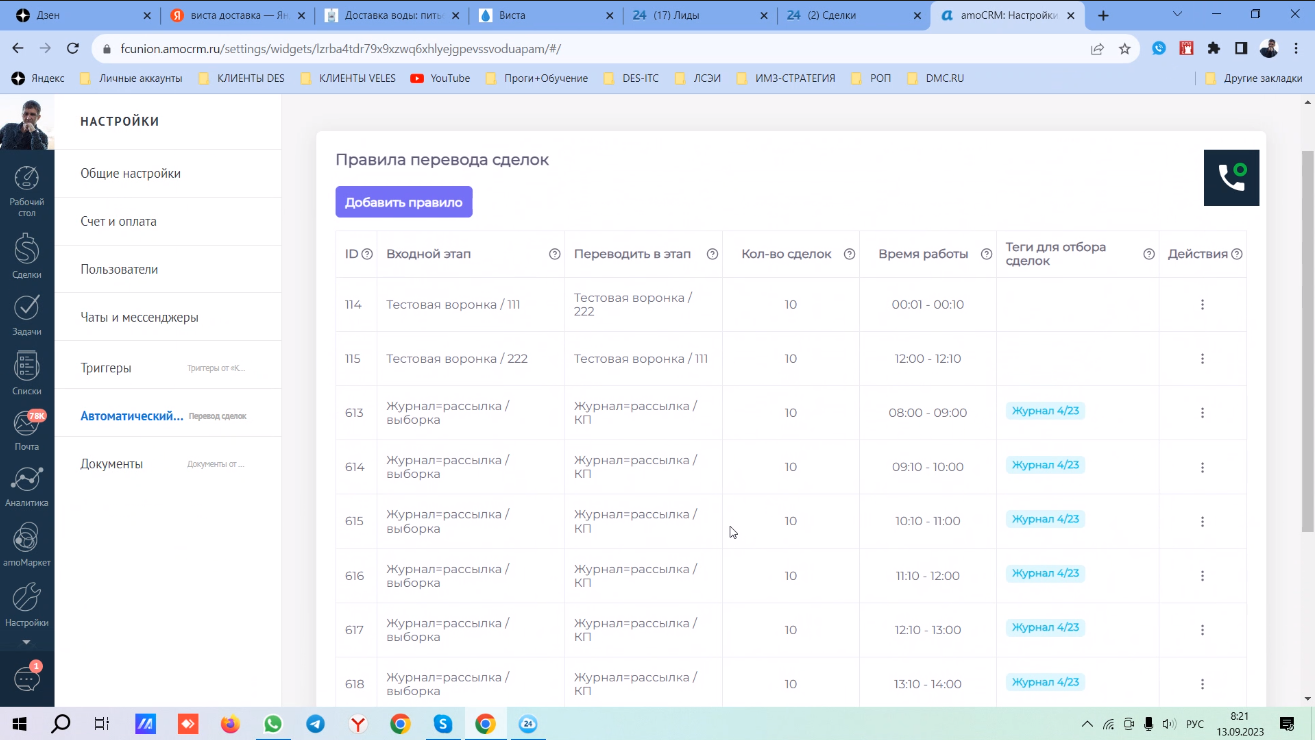 Дзен
виста доставка — Ян
Доставка воды: питы
Виста
24 (17) Лиды
24 (2) Сделки
amoCRM: Настройки
fcunion.amocrm.ru/settings/widgets/lzrba4tdr79x9xzwq6xhlyejgpevssvoduapam/#/
Яндекс
Личные аккаунты
КЛИЕНТЫ DES
КЛИЕНТЫ VELES
YouTube
Проги+Обучение
DES-ITC
ЛСЭИ
ИМЗ-СТРАТЕГИЯ
РОП
DMC.RU
Другие закладки
Рабочий
стол
Сделки
Задачи
Списки
78K
Почта
Аналитика
amoМаркет
Настройки
1
НАСТРОЙКИ
Общие настройки
Счет и оплата
Пользователи
Чаты и мессенджеры
Триггеры Триггеры от «К...
Автоматический... Перевод сделок
Документы Документы от ...
Правила перевода сделок
Добавить правило
ID Входной этап Переводить в этап Кол-во сделок Время работы Теги для отбора сделок Действия
114 Тестовая воронка / 111 Тестовая воронка / 222 10 00:01 - 00:10
115 Тестовая воронка / 222 Тестовая воронка / 111 10 12:00 - 12:10
613 Журнал=рассылка / выборка Журнал=рассылка / КП 10 08:00 - 09:00 Журнал 4/23
614 Журнал=рассылка / выборка Журнал=рассылка / КП 10 09:10 - 10:00 Журнал 4/23
615 Журнал=рассылка / выборка Журнал=рассылка / КП 10 10:10 - 11:00 Журнал 4/23
616 Журнал=рассылка / выборка Журнал=рассылка / КП 10 11:10 - 12:00 Журнал 4/23
617 Журнал=рассылка / выборка Журнал=рассылка / КП 10 12:10 - 13:00 Журнал 4/23
618 Журнал=рассылка / выборка Журнал=рассылка / КП 10 13:10 - 14:00 Журнал 4/23
24
РУС
8:21
13.09.2023